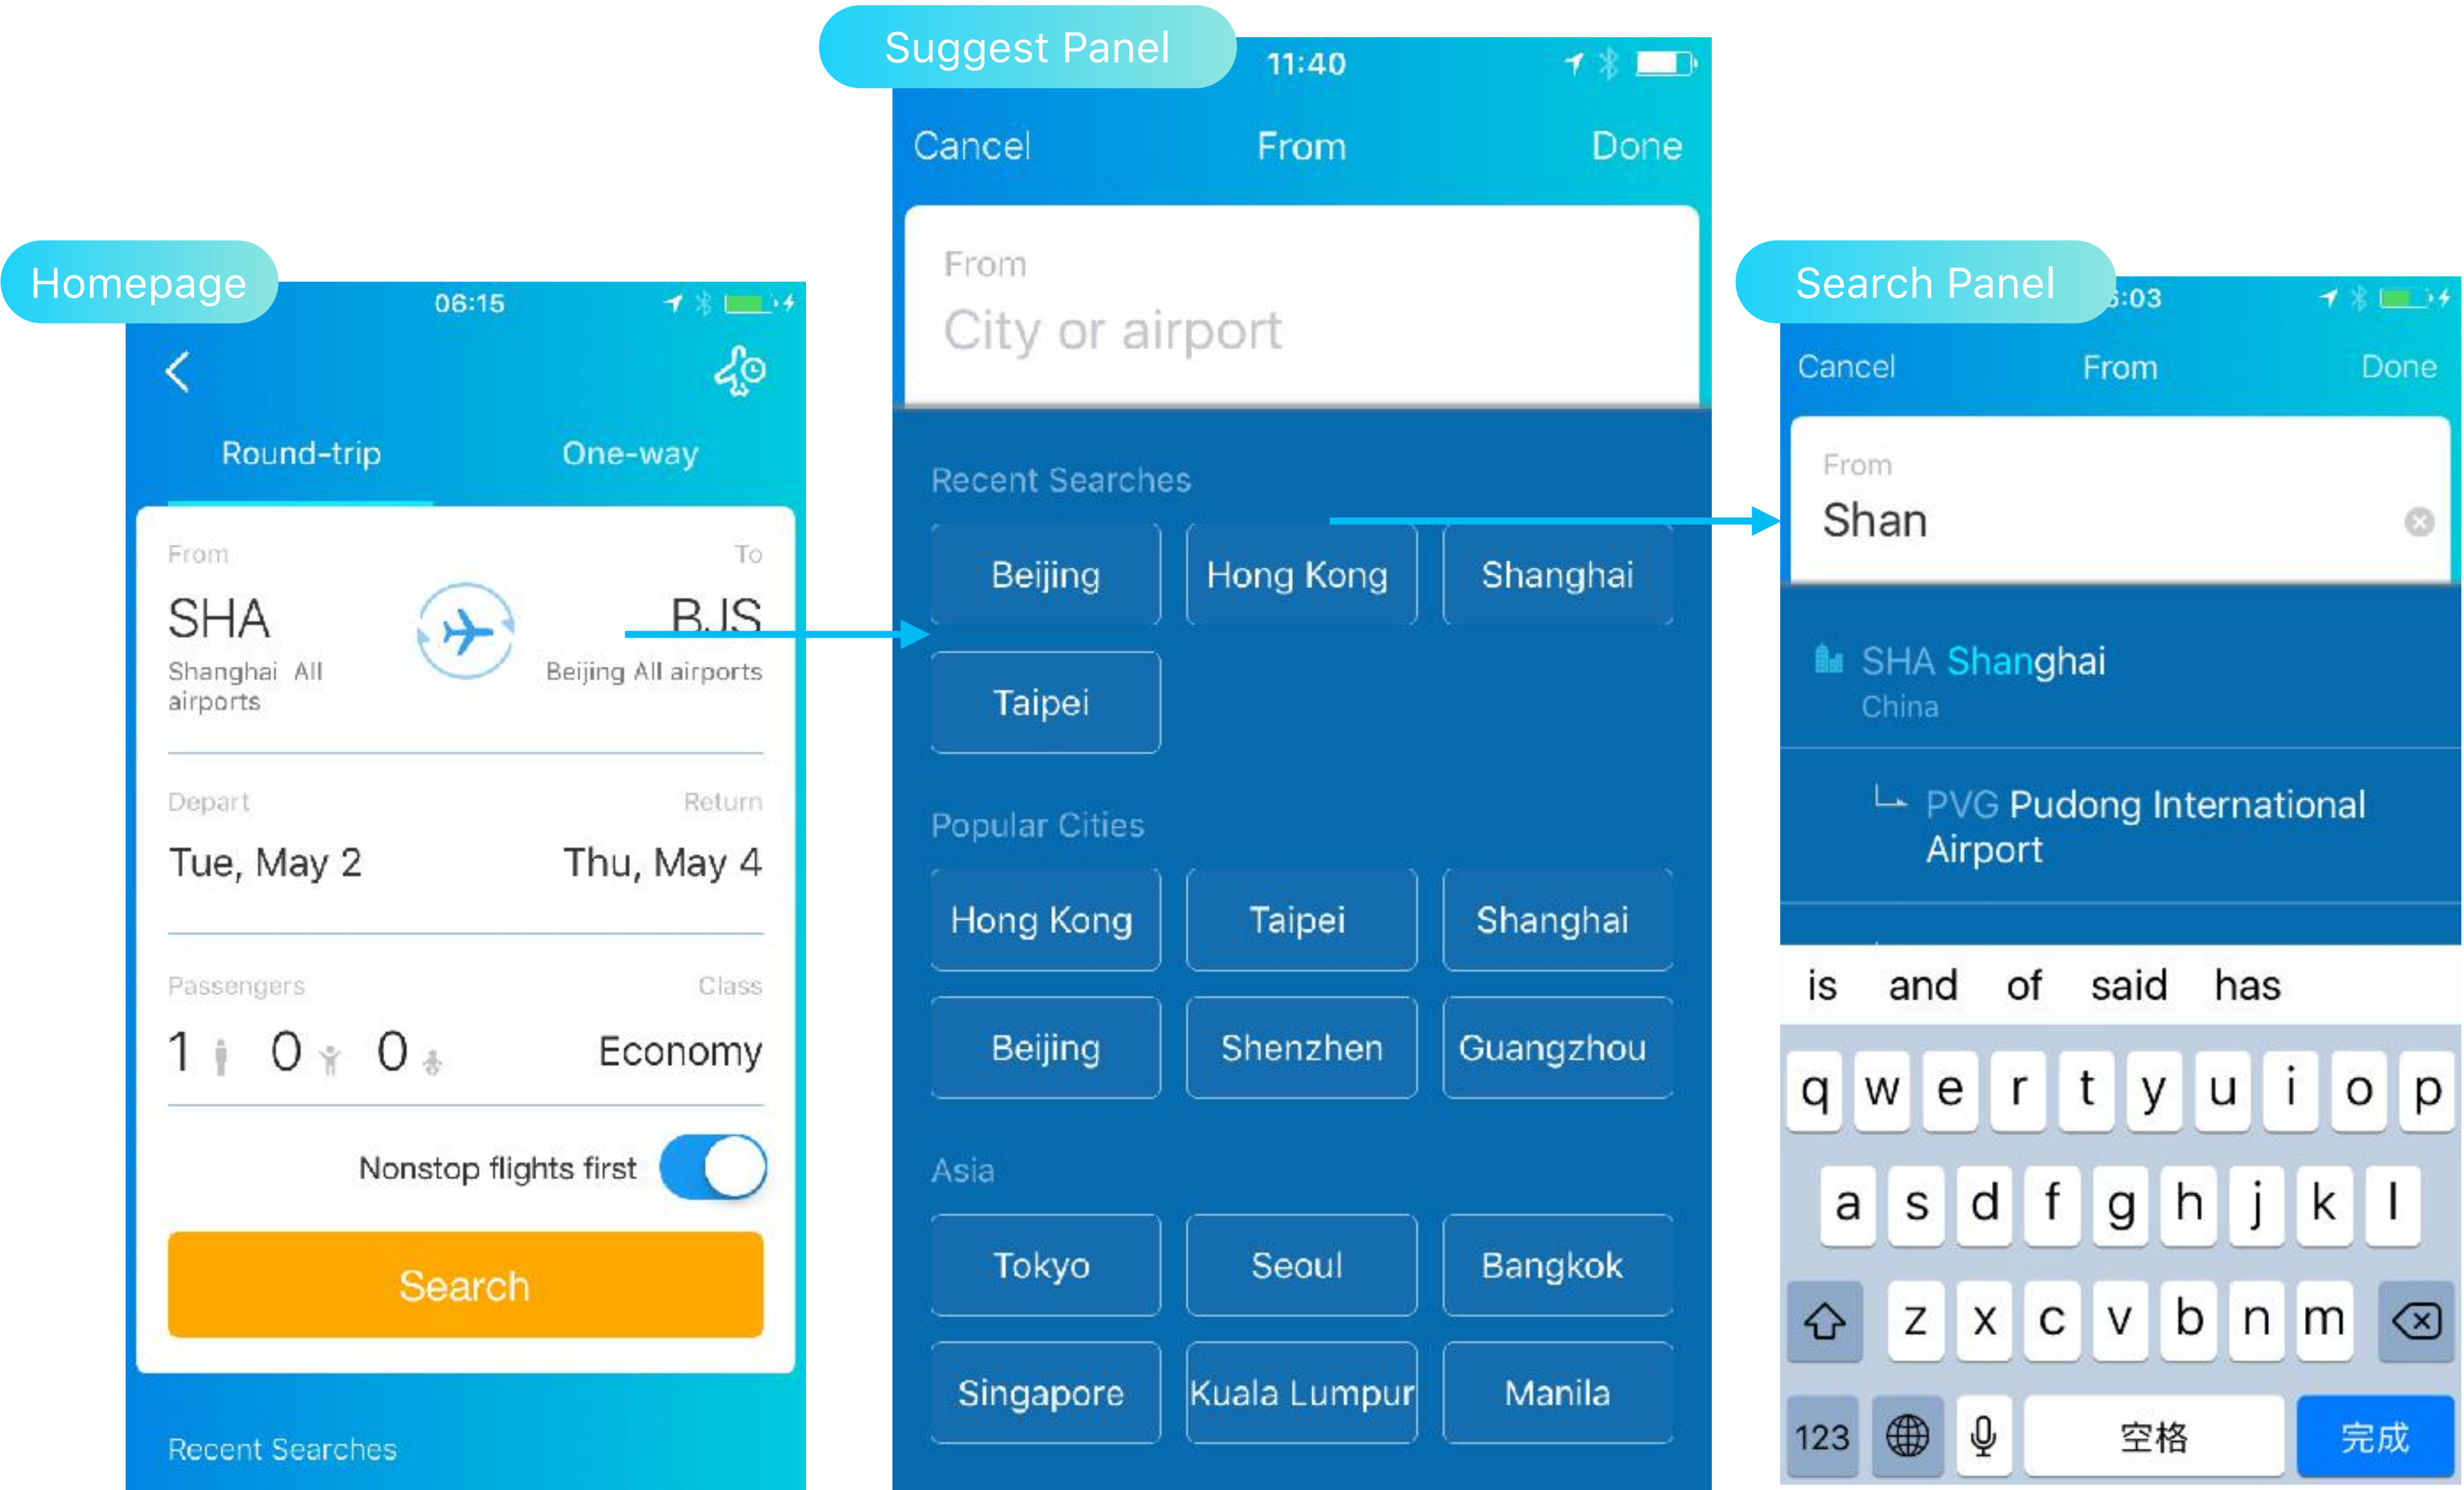 Homepage
06:15
Round-trip One-way
From To
SHA BJS
Shanghai All airports Beijing All airports
Depart Return
Tue, May 2 Thu, May 4
Passengers Class
1 0 0 Economy
Nonstop flights first
Search
Recent Searches
Suggest Panel
11:40
Cancel From Done
From
City or airport
Recent Searches
Beijing Hong Kong Shanghai
Taipei
Popular Cities
Hong Kong Taipei Shanghai
Beijing Shenzhen Guangzhou
Asia
Tokyo Seoul Bangkok
Singapore Kuala Lumpur Manila
Search Panel
:03
Cancel From Done
From
Shan
SHA Shanghai
China
PVG Pudong International
Airport
is and of said has
q w e r t y u i o p
a s d f g h j k l
z x c v b n m
123 空格 完成